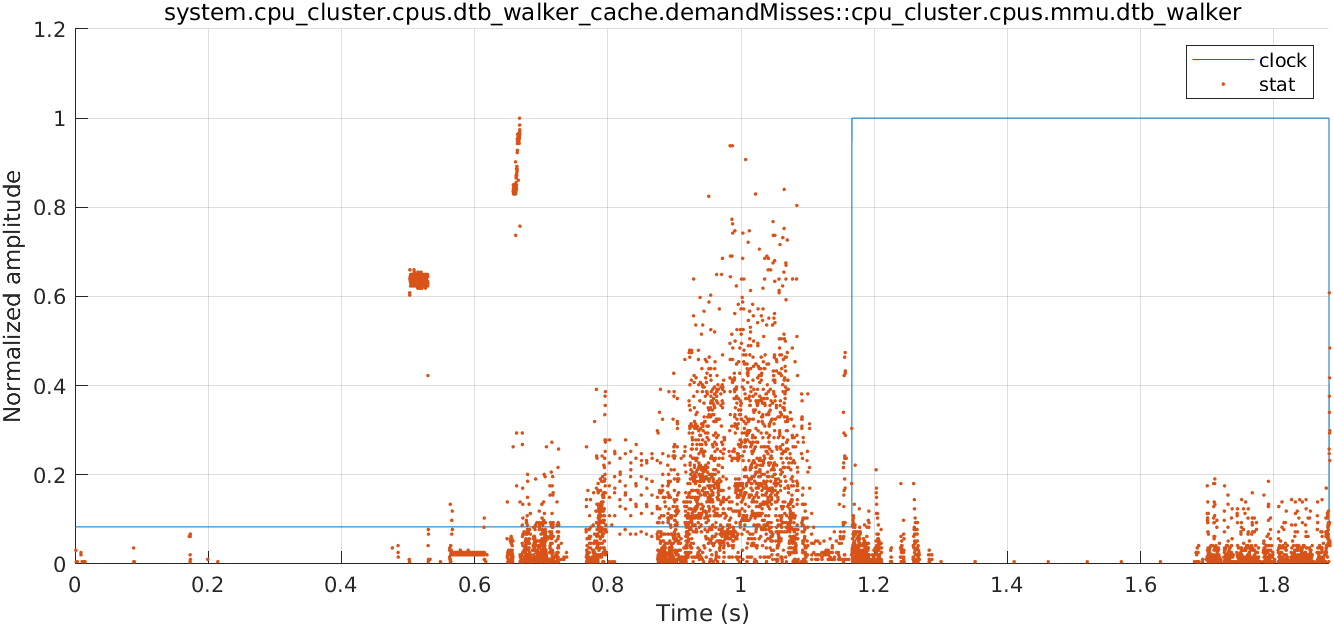 system.cpu_cluster.cpus.dtb_walker_cache.demandMisses::cpu_cluster.cpus.mmu.dtb_walker
1.2
1
0.8
0.6
0.4
0.2
0
Normalized amplitude
clock
stat
0 0.2 0.4 0.6 0.8 1 1.2 1.4 1.6 1.8
Time (s)